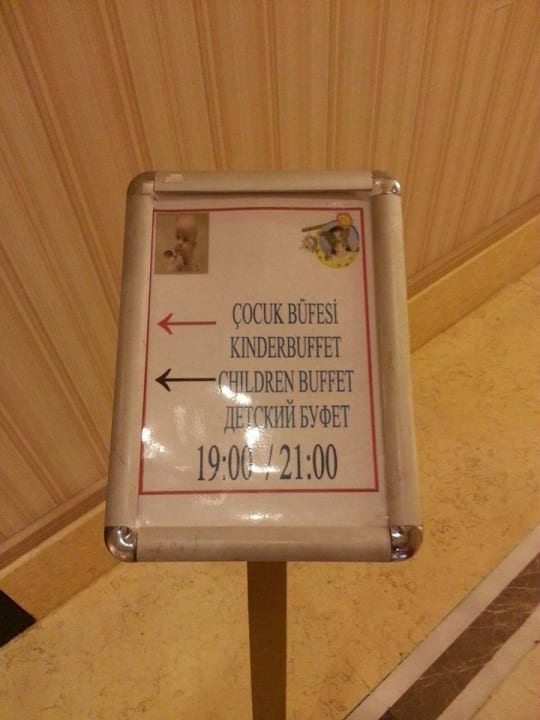 ÇOCUK BÜFESİ
KINDERBUFFET
CHILDREN BUFFET
ДЕТСКИЙ БУФЕТ
19:00 / 21:00